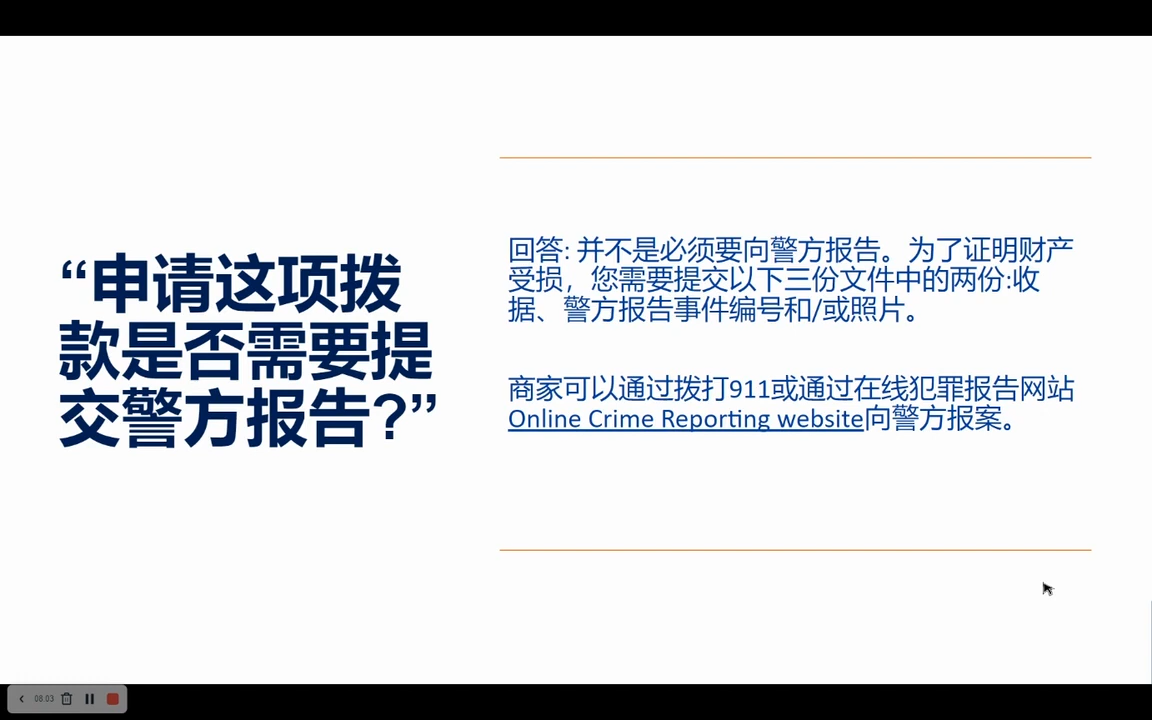 “申请这项拨
款是否需要提
交警方报告?”
回答: 并不是必须要向警方报告。为了证明财产
受损，您需要提交以下三份文件中的两份:收
据、警方报告事件编号和/或照片。
商家可以通过拨打911或通过在线犯罪报告网站
Online Crime Reporting website向警方报案。
08:03